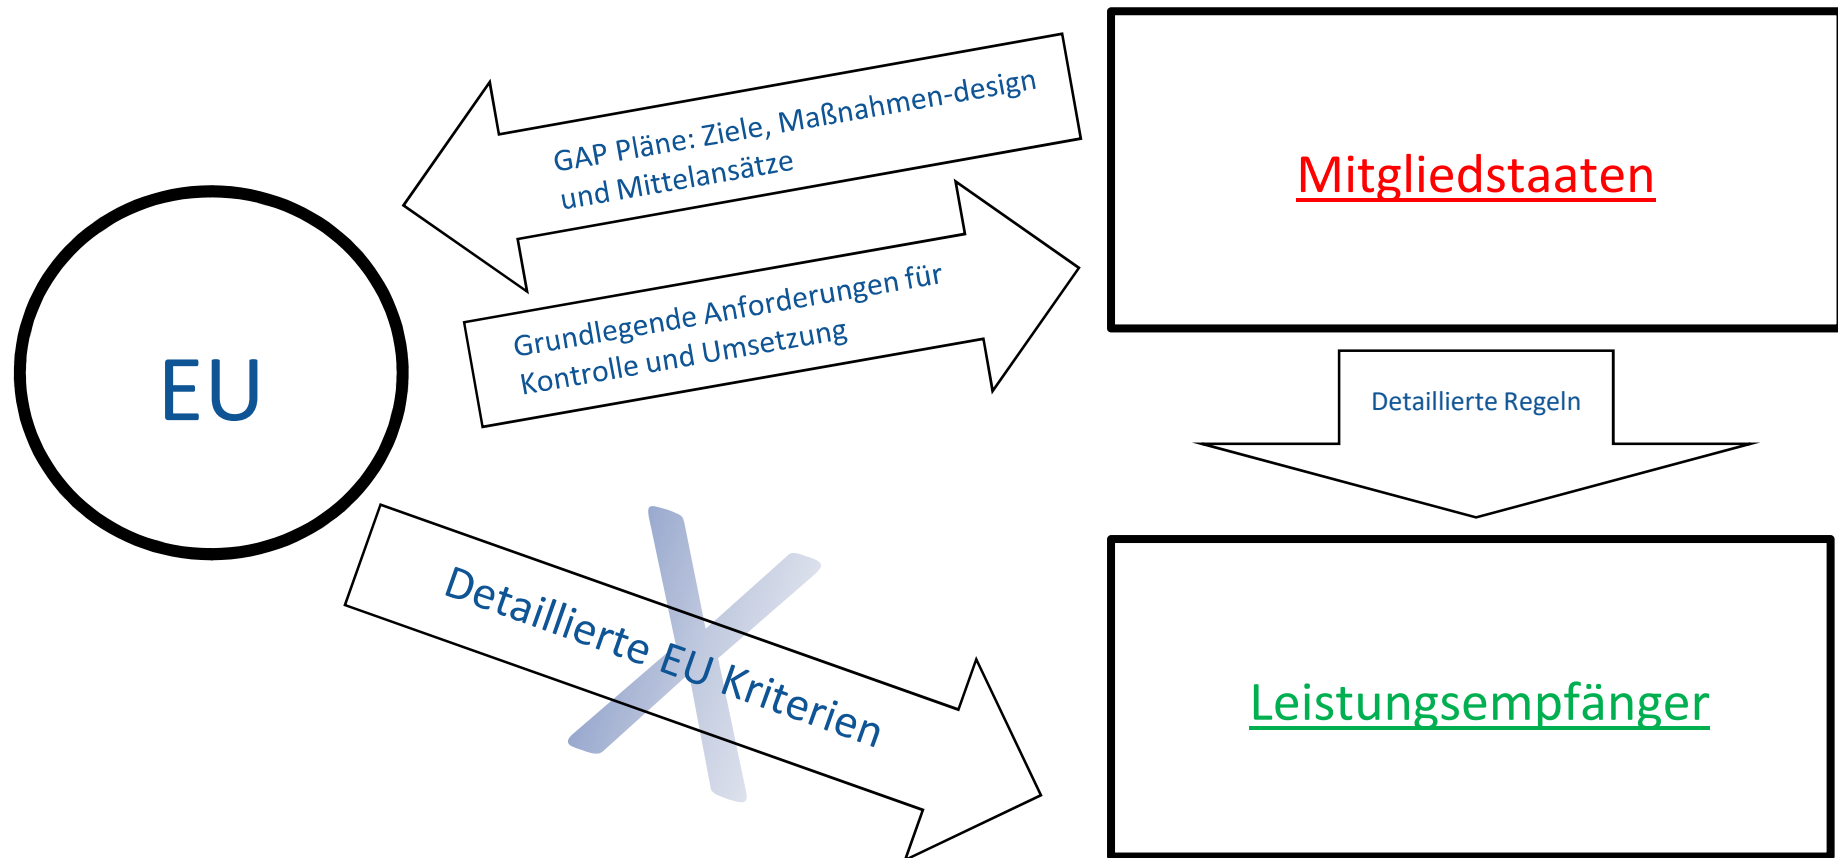 GAP Pläne: Ziele, Maßnahmen-design
und Mittelansätze
Mitgliedstaaten
Grundlegende Anforderungen für
Kontrolle und Umsetzung
EU
Detaillierte Regeln
Detaillierte EU Kriterien
X
Leistungsempfänger